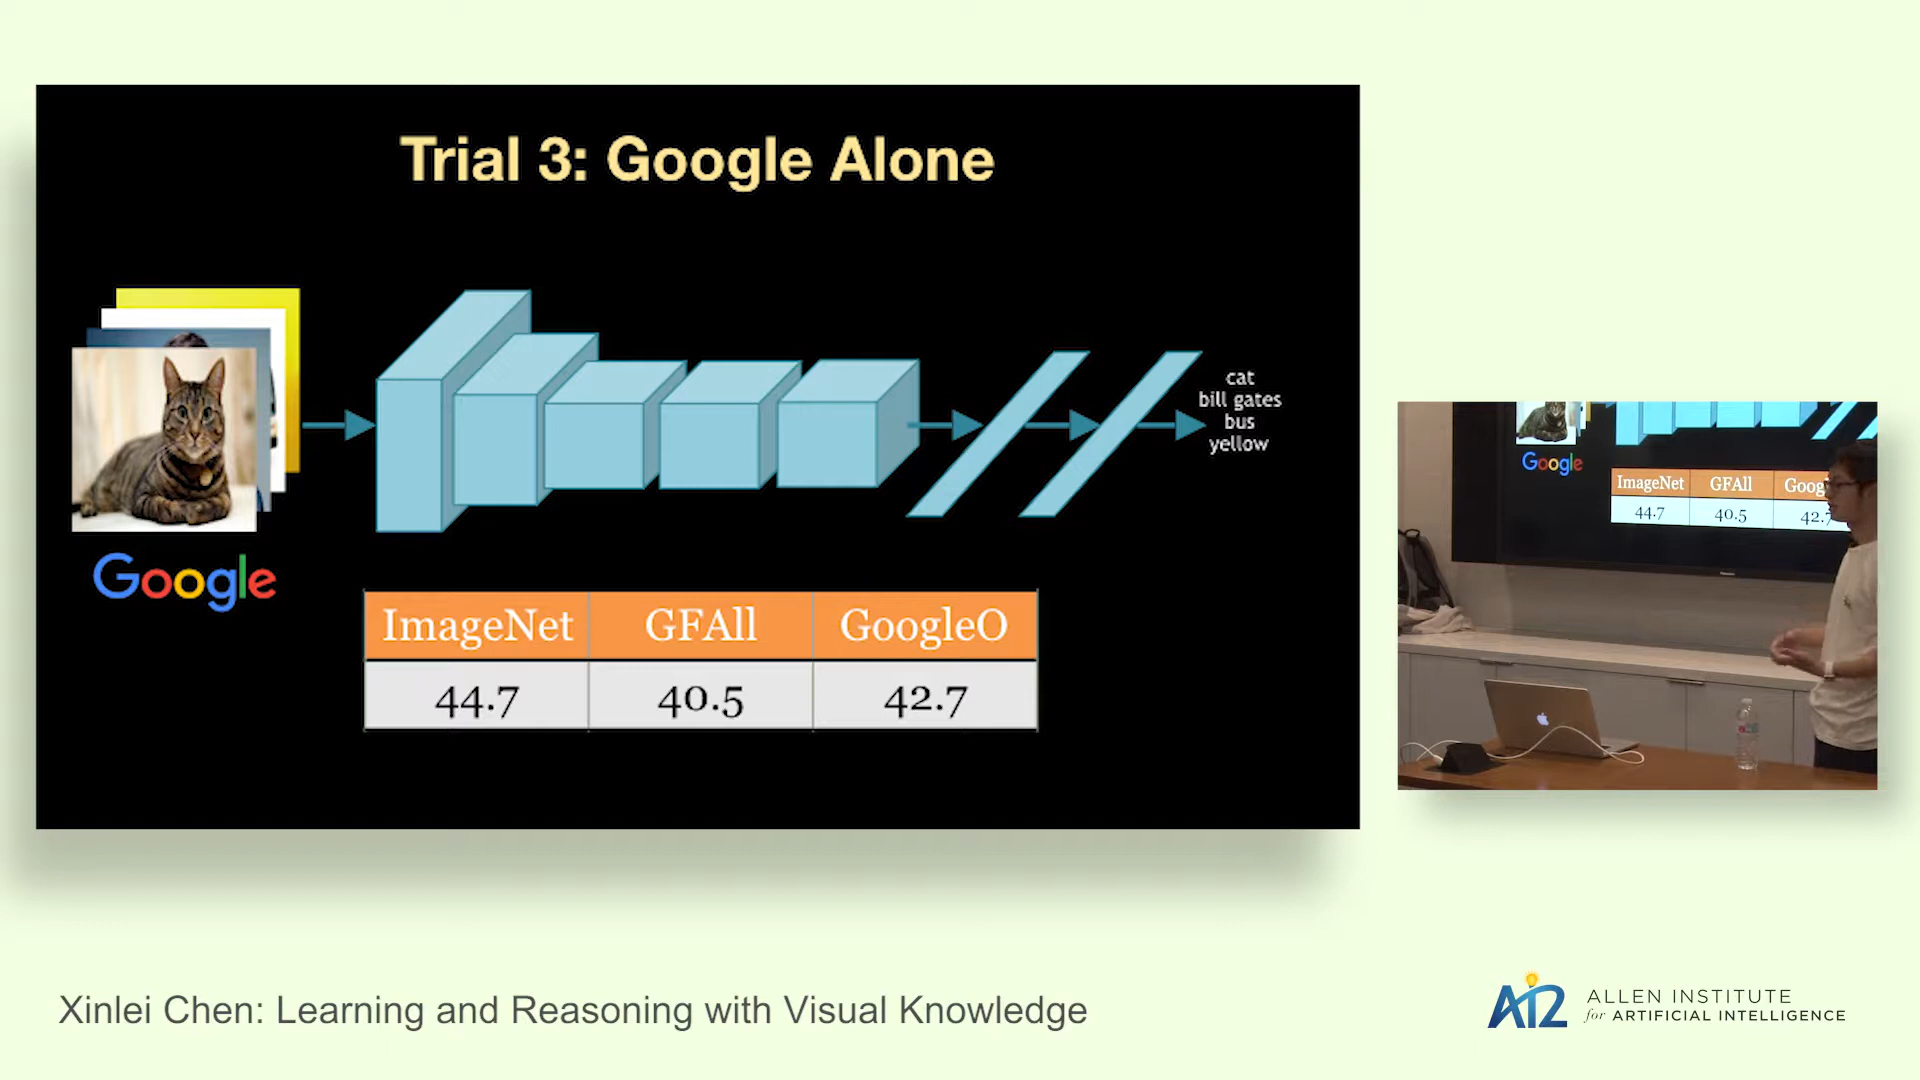 Trial 3: Google Alone
cat
bill gates
bus
yellow
Google
ImageNet GFAll GoogleO
44.7 40.5 42.7
Google
ImageNet GFAll Goog
44.7 40.5 42.7
Xinlei Chen: Learning and Reasoning with Visual Knowledge
AI2
ALLEN INSTITUTE
for ARTIFICIAL INTELLIGENCE